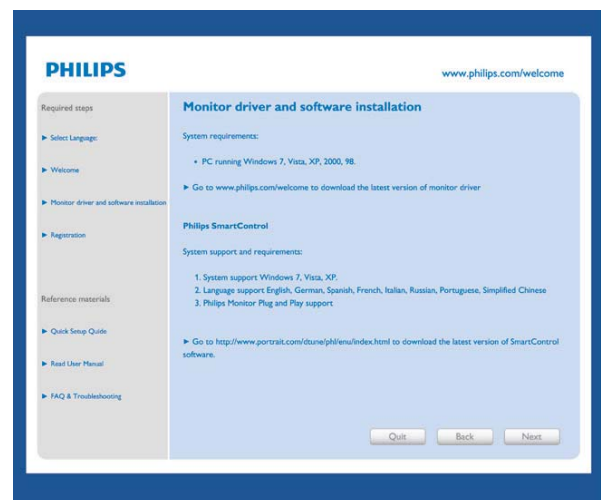 PHILIPS
www.philips.com/welcome
Required steps
► Select Language:
► Welcome
► Monitor driver and software installation
► Registration
Reference materials
► Quick Setup Guide
► Read User Manual
► FAQ & Troubleshooting
Monitor driver and software installation
System requirements:
• PC running Windows 7, Vista, XP, 2000, 98.
► Go to www.philips.com/welcome to download the latest version of monitor driver
Philips SmartControl
System support and requirements:
1. System support Windows 7, Vista, XP.
2. Language support English, German, Spanish, French, Italian, Russian, Portuguese, Simplified Chinese
3. Philips Monitor Plug and Play support
► Go to http://www.portrait.com/dtune/phl/enu/index.html to download the latest version of SmartControl
software.
Quit
Back
Next